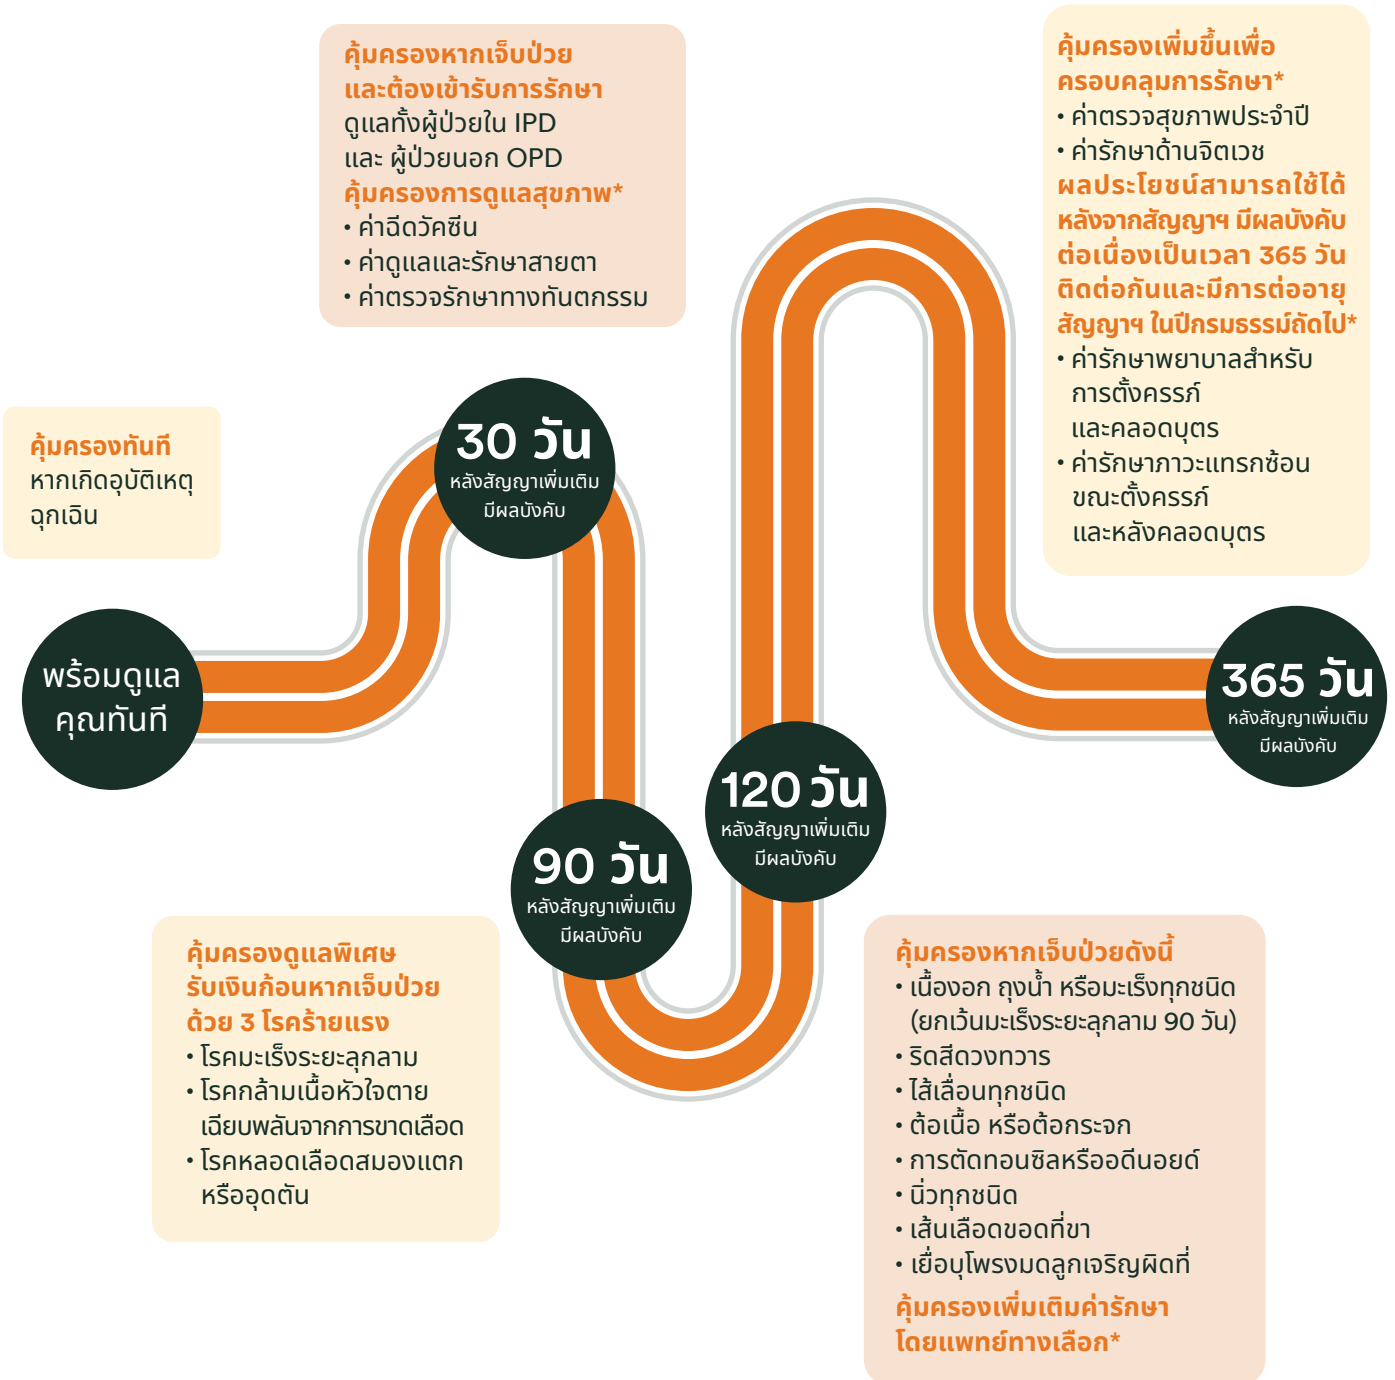 คุ้มครองทันที
หากเกิดอุบัติเหตุ
ฉุกเฉิน
พร้อมดูแล
คุณทันที
คุ้มครองหากเจ็บป่วย
และต้องเข้ารับการรักษา
ดูแลทั้งผู้ป่วยใน IPD
และ ผู้ป่วยนอก OPD
คุ้มครองการดูแลสุขภาพ*
• ค่าฉีดวัคซีน
• ค่าดูแลและรักษาสายตา
• ค่าตรวจรักษาทางทันตกรรม
30 วัน
หลังสัญญาเพิ่มเติม
มีผลบังคับ
90 วัน
หลังสัญญาเพิ่มเติม
มีผลบังคับ
คุ้มครองดูแลพิเศษ
รับเงินก้อนหากเจ็บป่วย
ด้วย 3 โรคร้ายแรง
• โรคมะเร็งระยะลุกลาม
• โรคกล้ามเนื้อหัวใจตาย
เฉียบพลันจากการขาดเลือด
• โรคหลอดเลือดสมองแตก
หรืออุดตัน
120 วัน
หลังสัญญาเพิ่มเติม
มีผลบังคับ
คุ้มครองหากเจ็บป่วยดังนี้
• เนื้องอก ถุงน้ำ หรือมะเร็งทุกชนิด
(ยกเว้นมะเร็งระยะลุกลาม 90 วัน)
• ริดสีดวงทวาร
• ไส้เลื่อนทุกชนิด
• ต้อเนื้อ หรือต้อกระจก
• การตัดทอนซิลหรืออดีนอยด์
• นิ่วทุกชนิด
• เส้นเลือดขอดที่ขา
• เยื่อบุโพรงมดลูกเจริญผิดที่
คุ้มครองเพิ่มเติมค่ารักษา
โดยแพทย์ทางเลือก*
คุ้มครองเพิ่มขึ้นเพื่อ
ครอบคลุมการรักษา*
• ค่าตรวจสุขภาพประจำปี
• ค่ารักษาด้านจิตเวช
ผลประโยชน์สามารถใช้ได้
หลังจากสัญญาฯ มีผลบังคับ
ต่อเนื่องเป็นเวลา 365 วัน
ติดต่อกันและมีการต่ออายุ
สัญญาฯ ในปีกรมธรรม์ถัดไป*
• ค่ารักษาพยาบาลสำหรับ
การตั้งครรภ์
และคลอดบุตร
• ค่ารักษาภาวะแทรกซ้อน
ขณะตั้งครรภ์
และหลังคลอดบุตร
365 วัน
หลังสัญญาเพิ่มเติม
มีผลบังคับ